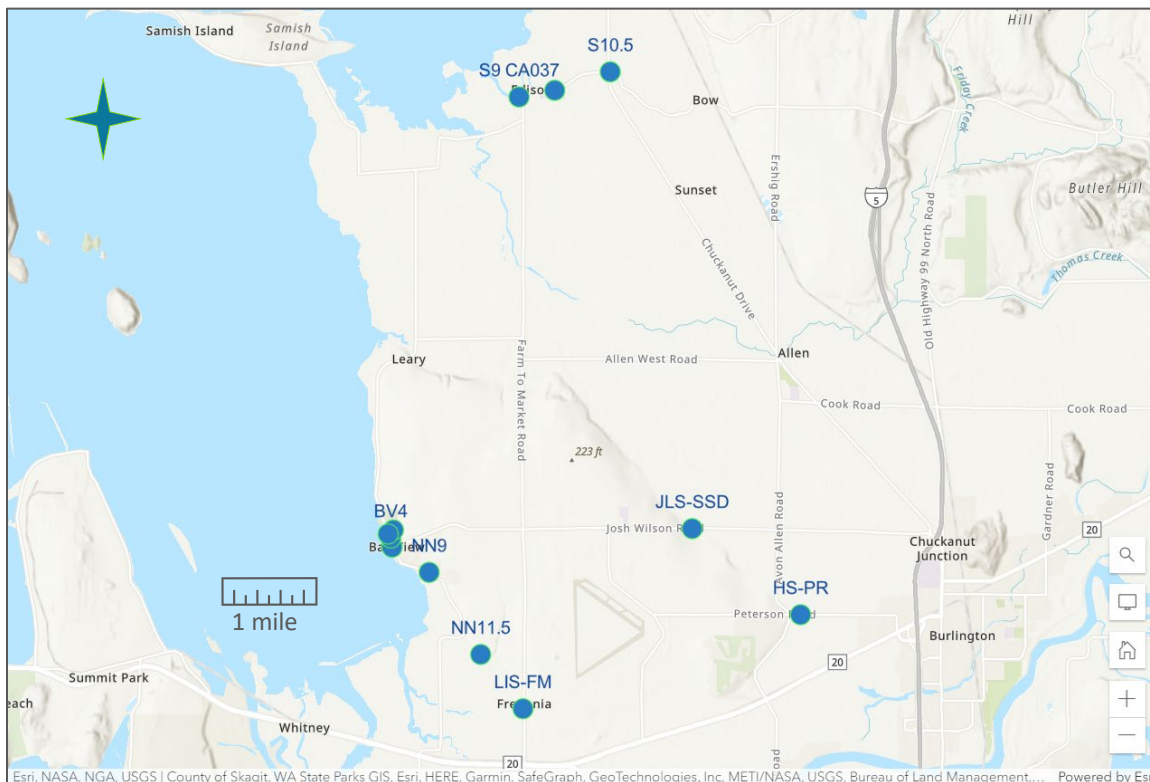 Samish Island
Samish
Island
Hill
S10.5
S9 CA037
Bow
Friday Creek
Ershig Road
Sunset
5
Butler Hill
Old Highway 99 North Road
Thomas Creek
Chuckanut Drive
Leary
Farm To Market Road
Allen West Road
Allen
Cook Road
Cook Road
223 ft
Gardner Road
BV4
JLS-SSD
20
NN9
Avon Allen Road
Chuckanut
Junction
HS-PR
1 mile
Peterson
Burlington
NN11.5
20
LIS-FM
Summit Park
Whitney
20
Esri, NASA, NGA, USGS | County of Skagit, WA State Parks GIS, Esri, HERE, Garmin, SafeGraph, GeoTechnologies, Inc, METI/NASA, USGS, Bureau of Land Management,... Powered by Esri